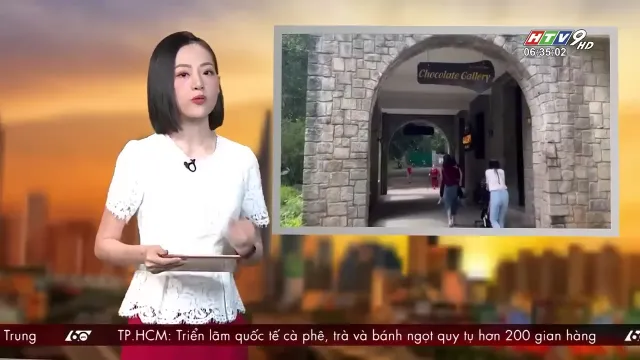 HTV9 HD
06:35:02
Chocolate Gallery
Trung 60 TP.HCM: Triển lãm quốc tế cà phê, trà và bánh ngọt quy tụ hơn 200 gian hàng